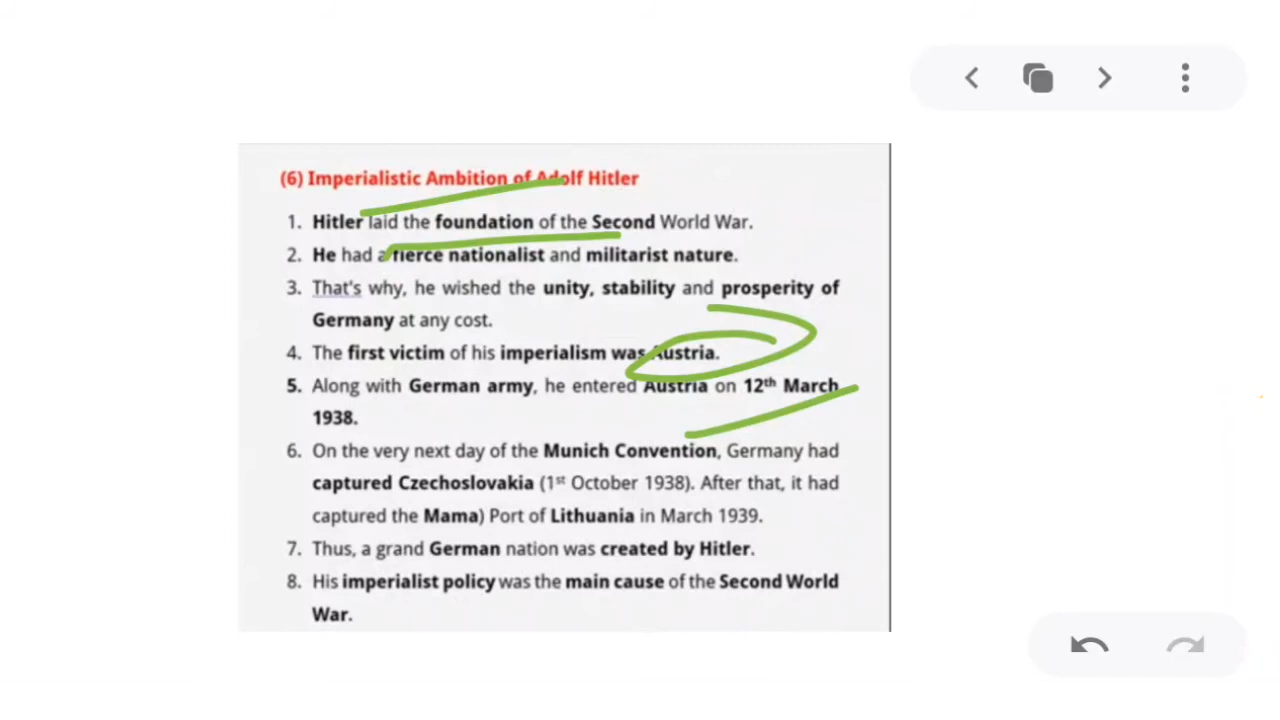 (6) Imperialistic Ambition of Adolf Hitler
1. Hitler laid the foundation of the Second World War.
2. He had a fierce nationalist and militarist nature.
3. That's why, he wished the unity, stability and prosperity of
Germany at any cost.
4. The first victim of his imperialism was Austria.
5. Along with German army, he entered Austria on 12th March
1938.
6. On the very next day of the Munich Convention, Germany had
captured Czechoslovakia (1st October 1938). After that, it had
captured the Mama) Port of Lithuania in March 1939.
7. Thus, a grand German nation was created by Hitler.
8. His imperialist policy was the main cause of the Second World
War.